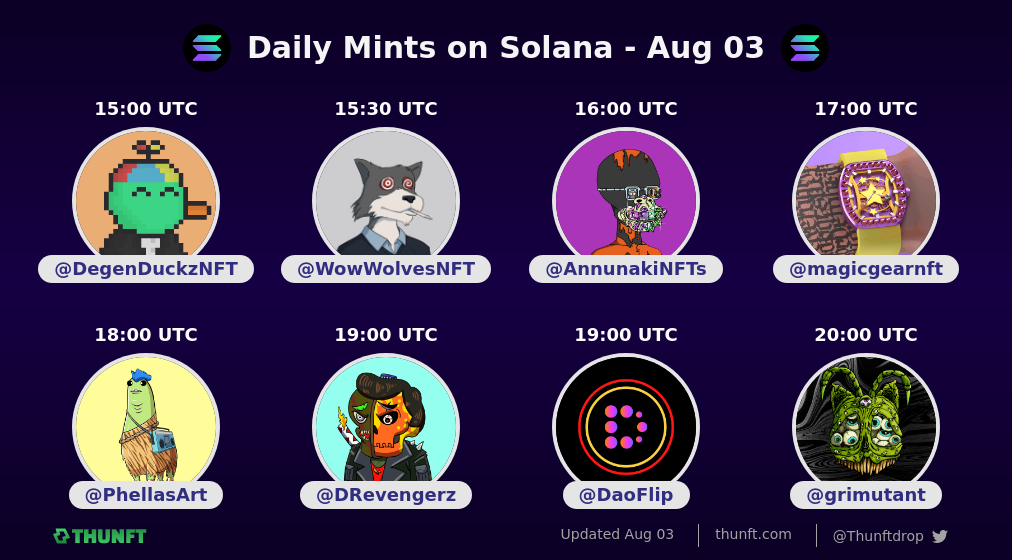 Daily Mints on Solana - Aug 03
15:00 UTC
15:30 UTC
16:00 UTC
17:00 UTC
@DegenDuckzNFT
@WowWolvesNFT
@AnnunakiNFTs
@magicgearnft
18:00 UTC
19:00 UTC
19:00 UTC
20:00 UTC
@PhellasArt
@DRevengerz
@DaoFlip
@grimutant
THUNFT
Updated Aug 03
thunft.com
@Thunftdrop